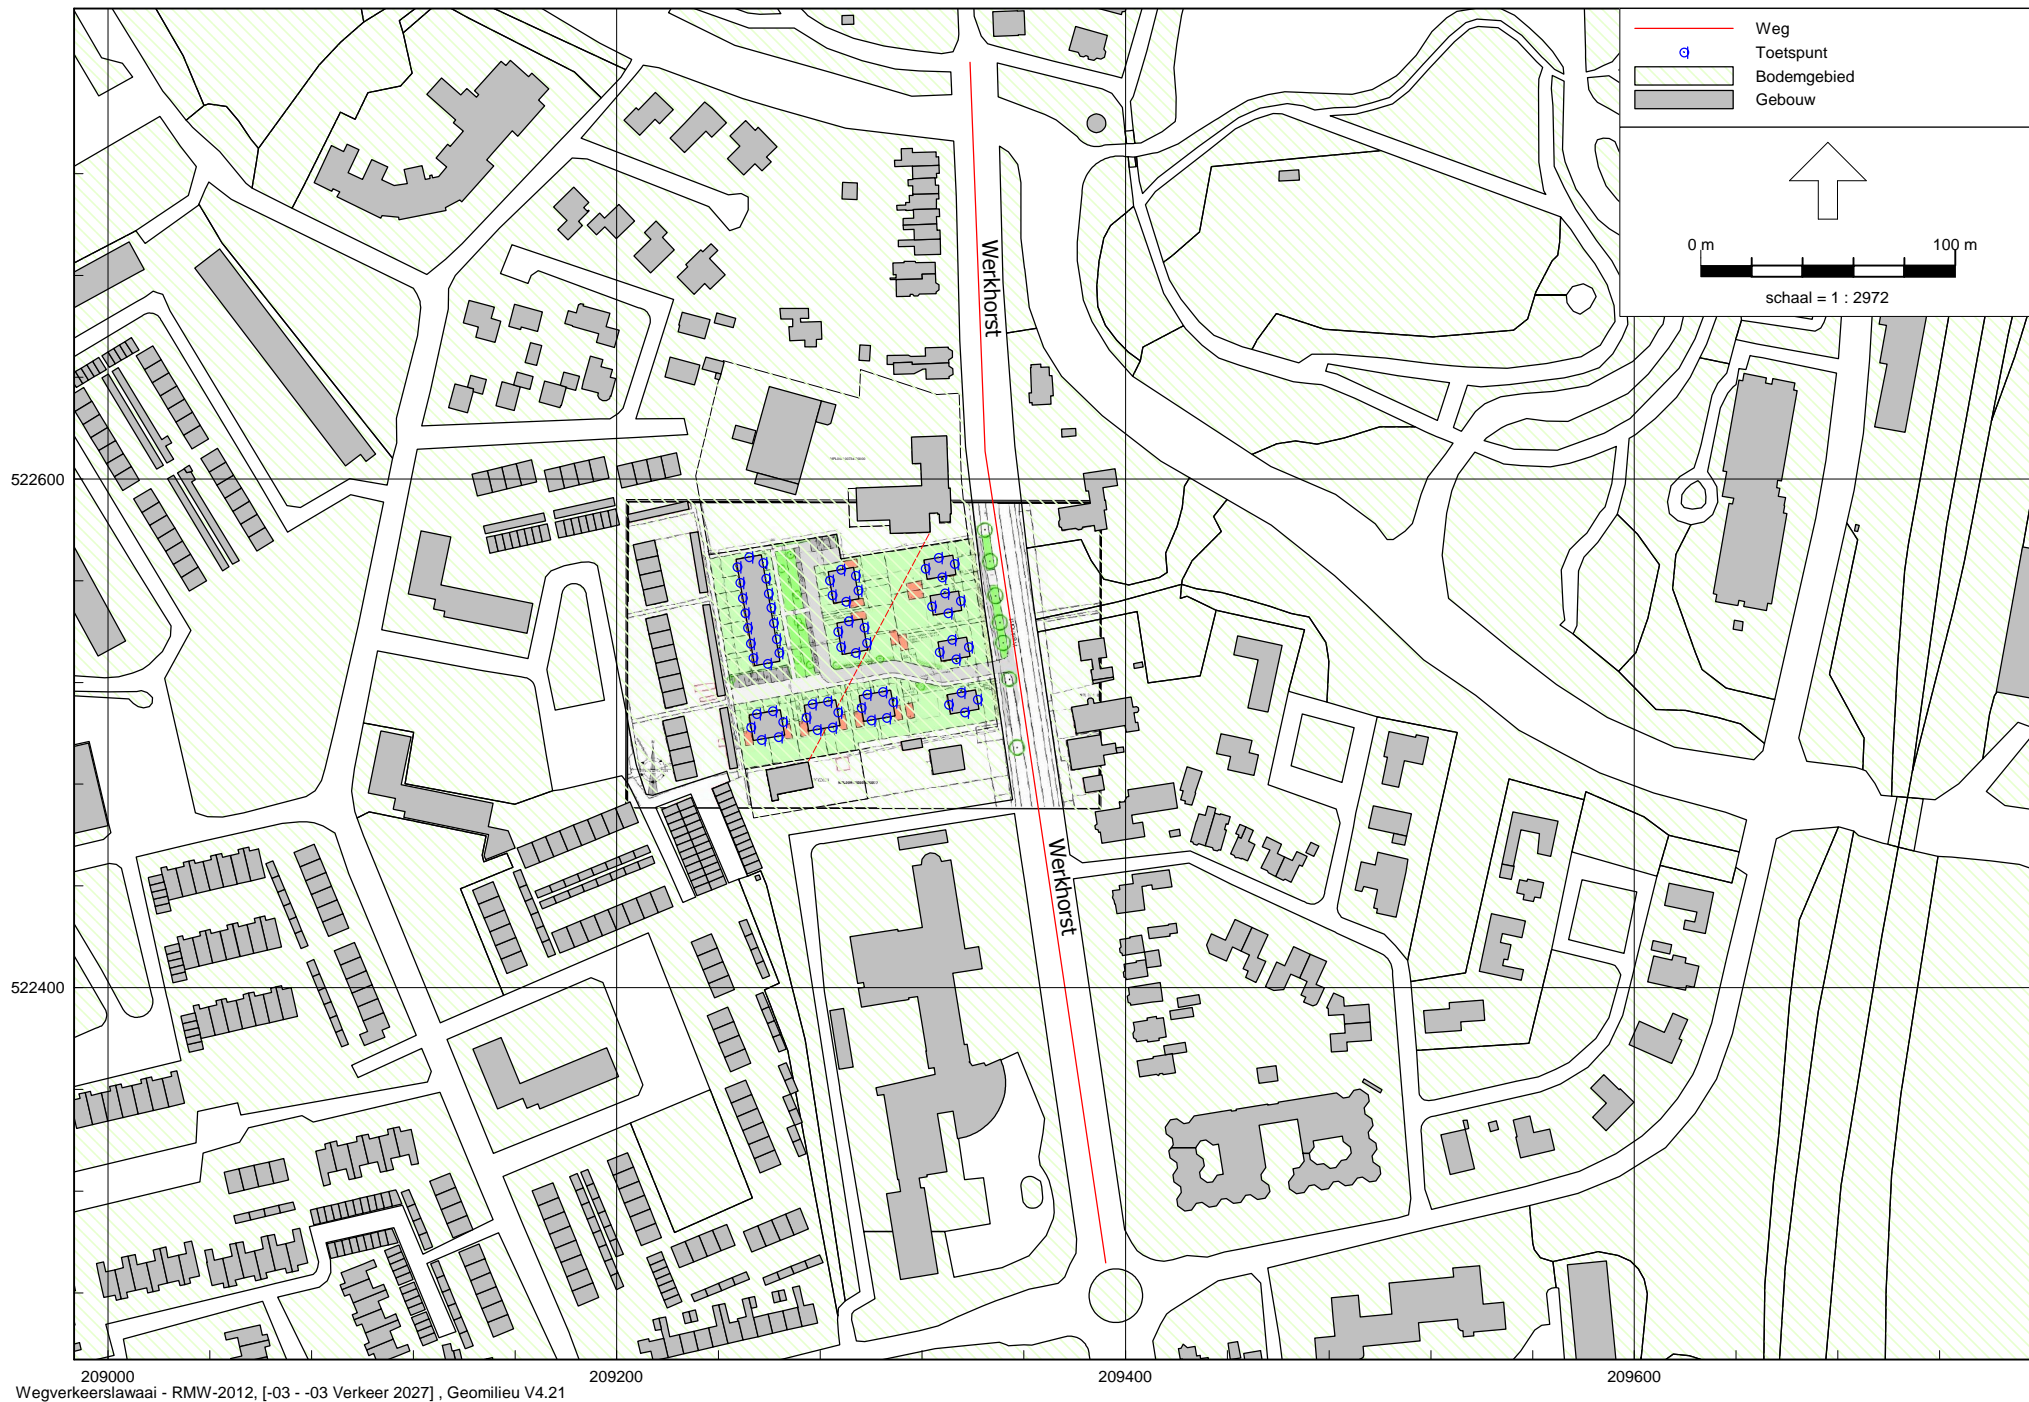 Weg
Toetspunt
Bodemgebied
Gebouw
0 m
100 m
schaal = 1 : 2972
Werkhorst
522600
Werkhorst
522400
209000
209200
209400
209600
Wegverkeerslawaai - RMW-2012, [-03 - -03 Verkeer 2027] , Geomilieu V4.21